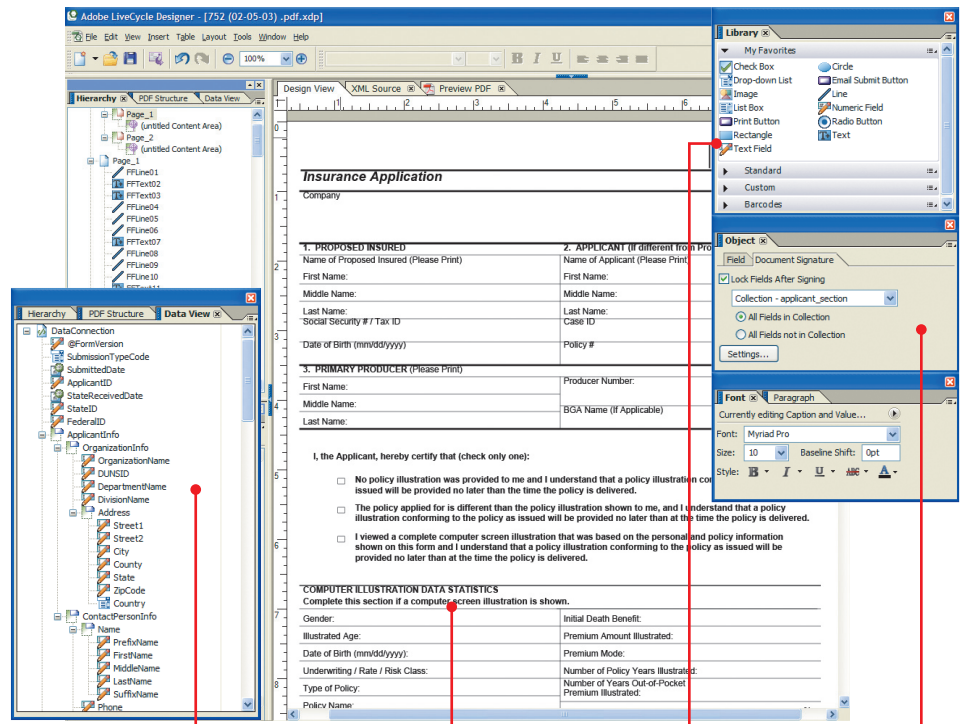 Adobe LiveCycle Designer - [752 (02-05-03) .pdf.xdp]
File Edit View Insert Table Layout Tools Window Help
100%
B I U
Hierarchy PDF Structure Data View
Page_1
(untitled Content Area)
Page_2
(untitled Content Area)
Page_1
FFLine01
FFText02
FFText03
FFLine04
FFLine05
FFLine06
FFText07
FFLine08
FFLine09
FFLine10
FFText11
Hierarchy PDF Structure Data View
DataConnection
@FormVersion
SubmissionTypeCode
SubmittedDate
ApplicantID
StateReceivedDate
StateID
FederalID
ApplicantInfo
OrganizationInfo
OrganizationName
DUNSID
DepartmentName
DivisionName
Address
Street1
Street2
City
County
State
ZipCode
Country
ContactPersonInfo
Name
PrefixName
FirstName
MiddleName
LastName
SuffixName
Phone
Design View XML Source Preview PDF
1 2 3 4 5 6
0
1
2
3
4
5
6
7
8
Insurance Application
Company
1. PROPOSED INSURED 2. APPLICANT (If different from Pro
Name of Proposed Insured (Please Print) Name of Applicant (Please Print)
First Name: First Name:
Middle Name: Middle Name:
Last Name: Last Name:
Social Security # / Tax ID Case ID
Date of Birth (mm/dd/yyyy) Policy #
3. PRIMARY PRODUCER (Please Print)
First Name: Producer Number:
Middle Name:
BGA Name (If Applicable)
Last Name:
I, the Applicant, hereby certify that (check only one):
No policy illustration was provided to me and I understand that a policy illustration con
issued will be provided no later than the time the policy is delivered.
The policy applied for is different than the policy illustration shown to me, and I understand that a policy
illustration conforming to the policy as issued will be provided no later than at the time the policy is delivered.
I viewed a complete computer screen illustration that was based on the personal and policy information
shown on this form and I understand that a policy illustration conforming to the policy as issued will be
provided no later than at the time the policy is delivered.
COMPUTER ILLUSTRATION DATA STATISTICS
Complete this section if a computer screen illustration is shown.
Gender: Initial Death Benefit:
Illustrated Age: Premium Amount Illustrated:
Date of Birth (mm/dd/yyyy): Premium Mode:
Underwriting / Rate / Risk Class: Number of Policy Years Illustrated:
Type of Policy: Number of Years Out-of-Pocket
Premium Illustrated:
Policy Name:
Library
My Favorites
Check Box Circle
Drop-down List Email Submit Button
Image Line
List Box Numeric Field
Print Button Radio Button
Rectangle Text
Text Field
Standard
Custom
Barcodes
Object
Field Document Signature
Lock Fields After Signing
Collection - applicant_section
All Fields in Collection
All Fields not in Collection
Settings...
Font Paragraph
Currently editing Caption and Value...
Font: Myriad Pro
Size: 10 Baseline Shift: 0pt
Style: B I U ABC A